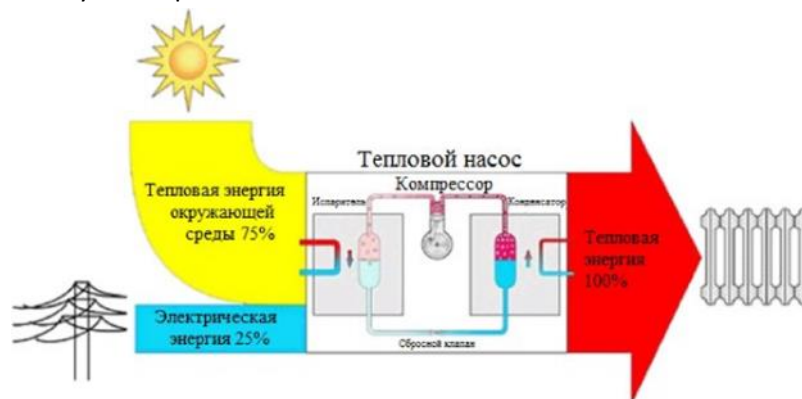 Тепловой насос
Компрессор
Испаритель
Конденсатор
Тепловая энергия
окружающей
среды 75%
Тепловая
энергия
100%
Электрическая
энергия 25%
Сбросной клапан